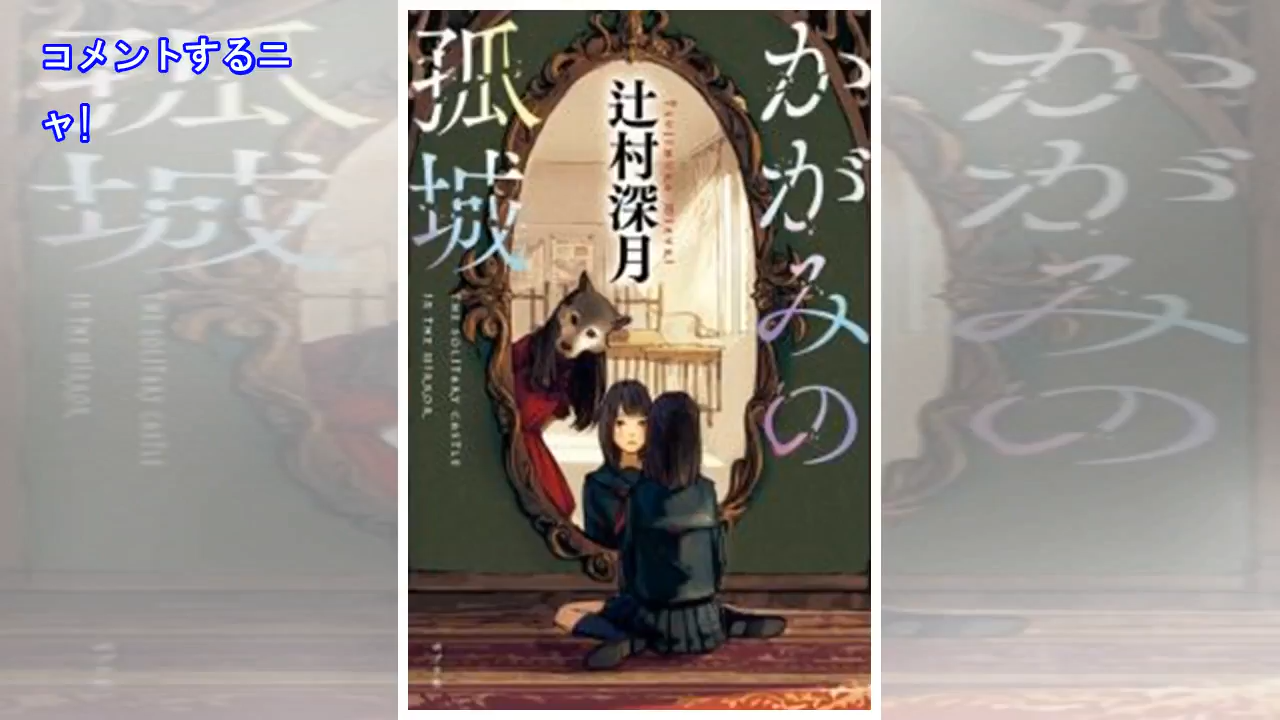 コメントするニ
ャ!
かがみの
孤城
辻村深月
THE SOLITARY CASTLE
IN THE MIRROR